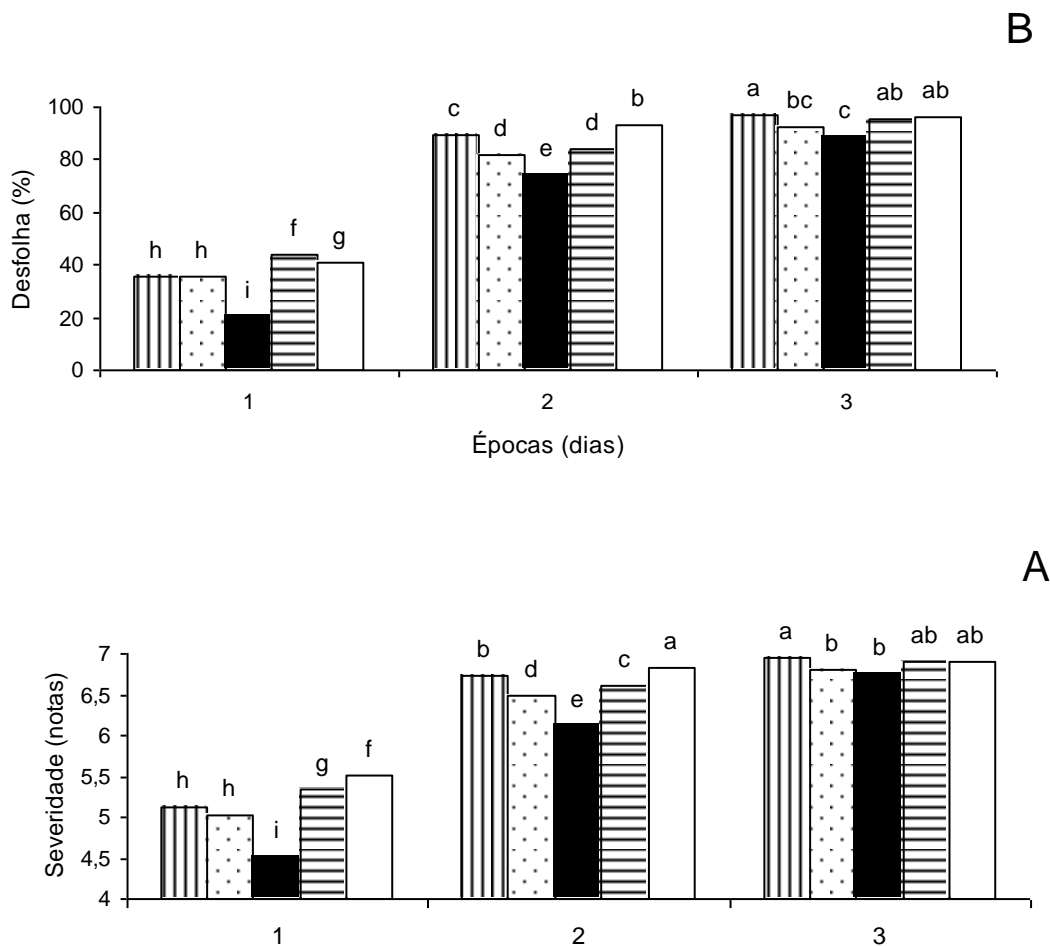 B
Desfolha (%)
100
80
60
40
20
0
h h i f g
c d e d b
a bc c ab ab
1 2 3
Épocas (dias)
A
Severidade (notas)
7
6,5
6
5,5
5
4,5
4
h h i g f
b d e c a
a b b ab ab
1 2 3